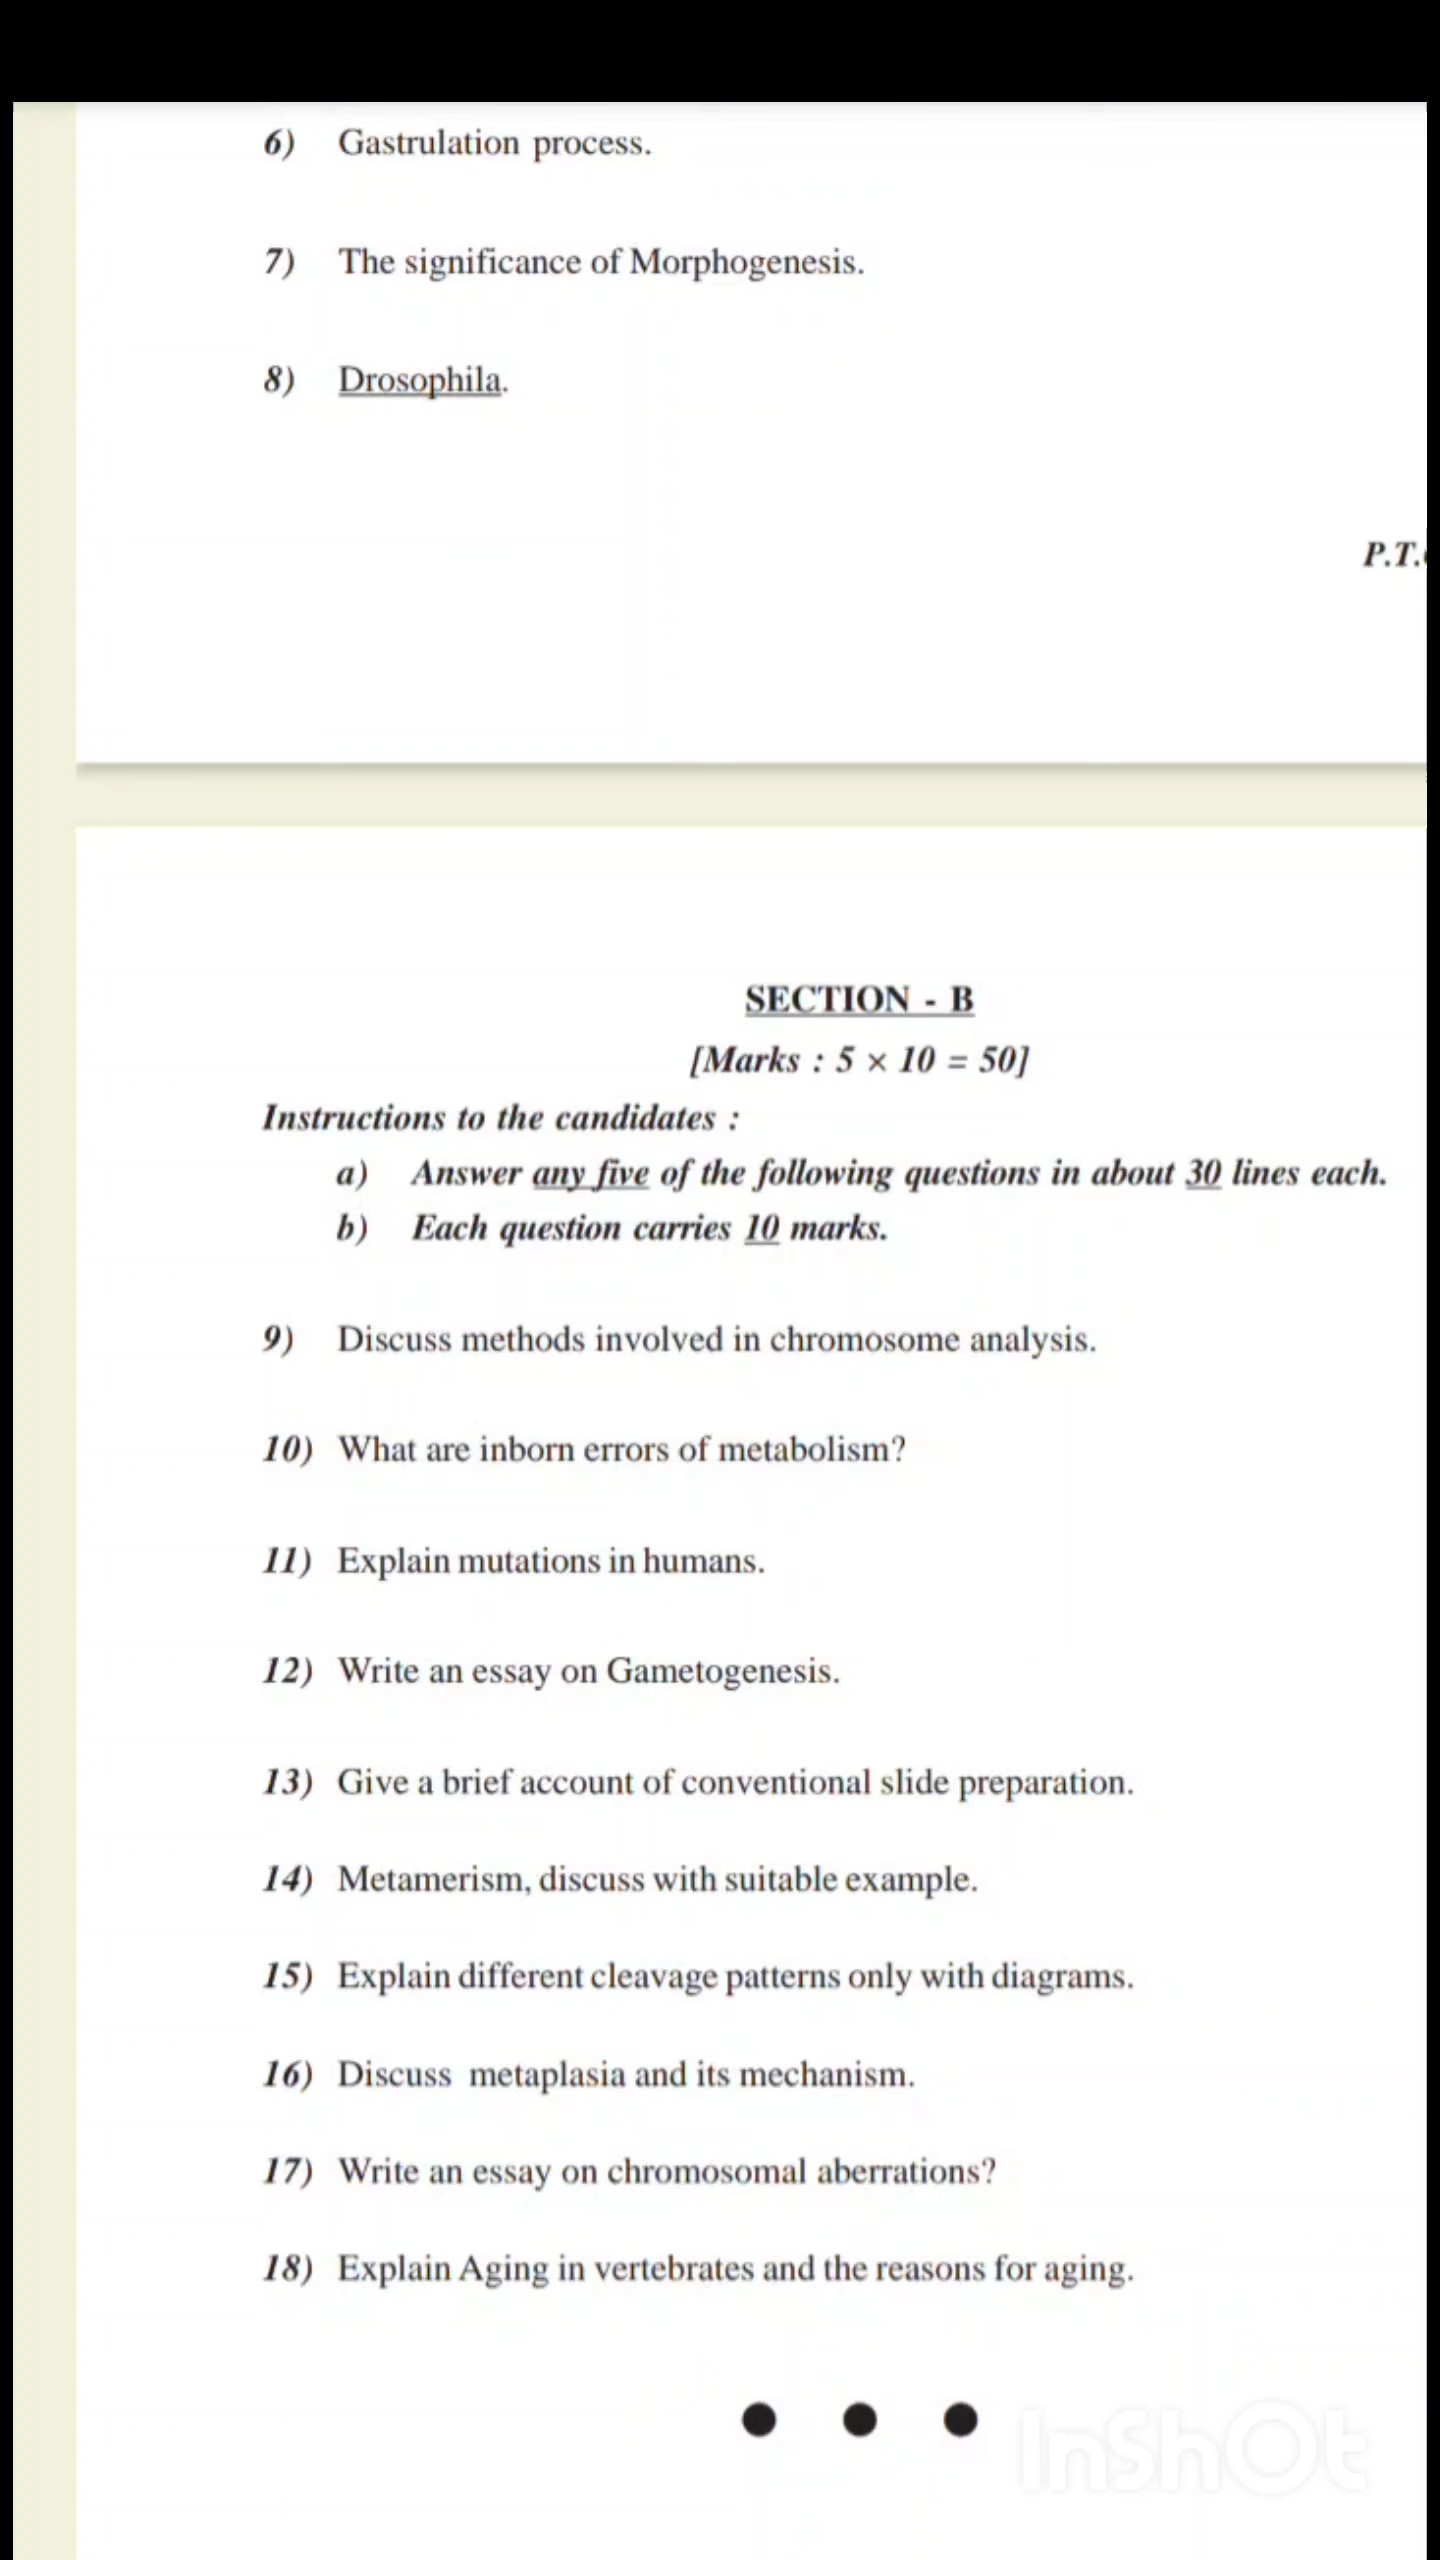 6) Gastrulation process.
7) The significance of Morphogenesis.
8) Drosophila.
P.T.
SECTION - B
[Marks : 5 × 10 = 50]
Instructions to the candidates :
a) Answer any five of the following questions in about 30 lines each.
b) Each question carries 10 marks.
9) Discuss methods involved in chromosome analysis.
10) What are inborn errors of metabolism?
11) Explain mutations in humans.
12) Write an essay on Gametogenesis.
13) Give a brief account of conventional slide preparation.
14) Metamerism, discuss with suitable example.
15) Explain different cleavage patterns only with diagrams.
16) Discuss metaplasia and its mechanism.
17) Write an essay on chromosomal aberrations?
18) Explain Aging in vertebrates and the reasons for aging.
InShOt